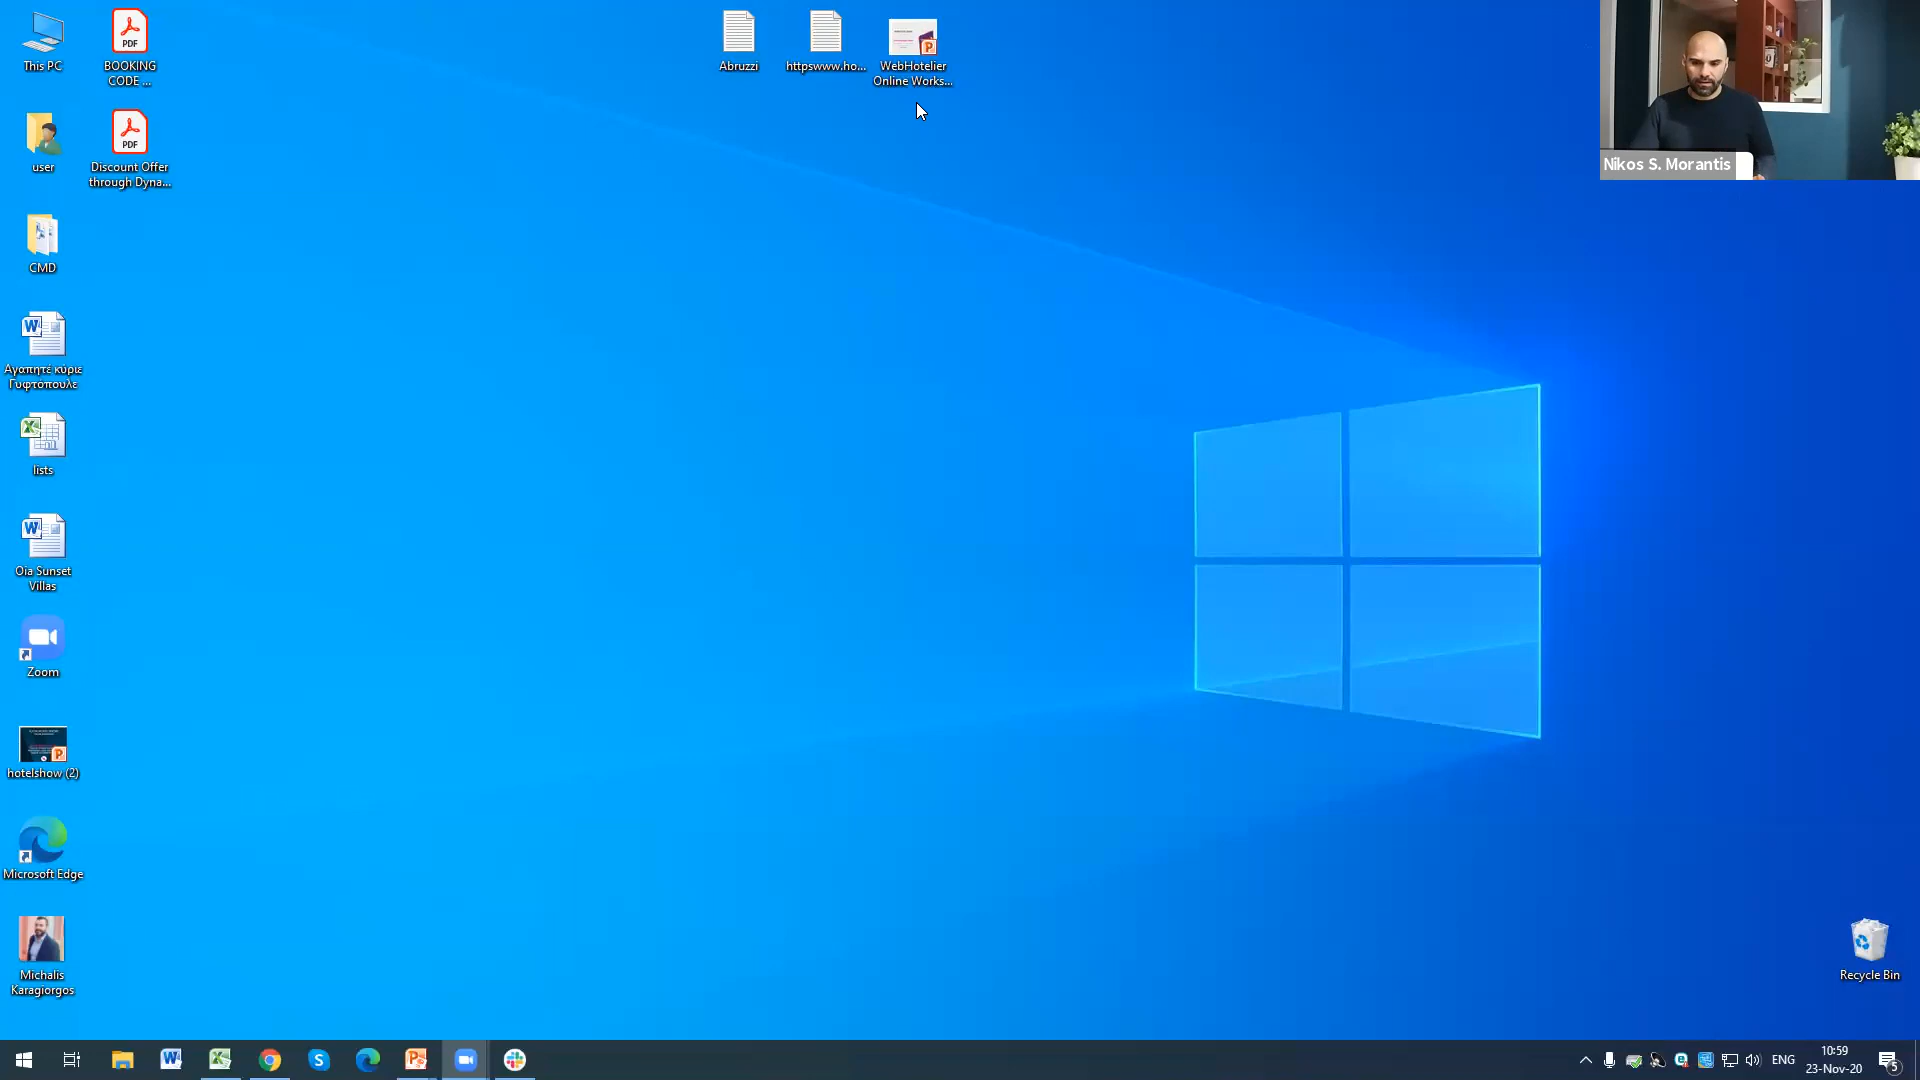 This PC
BOOKING
CODE ...
Abruzzi
httpswww.ho...
WebHotelier
Online Works...
Nikos S. Morantis
user
Discount Offer
through Dyna...
CMD
Αγαπητέ κύριε
Γυφτόπουλε
lists
Oia Sunset
Villas
Zoom
hotelshow (2)
Microsoft Edge
Michalis
Karagiorgos
Recycle Bin
ENG
10:59
23-Nov-20
5
PDF
PDF